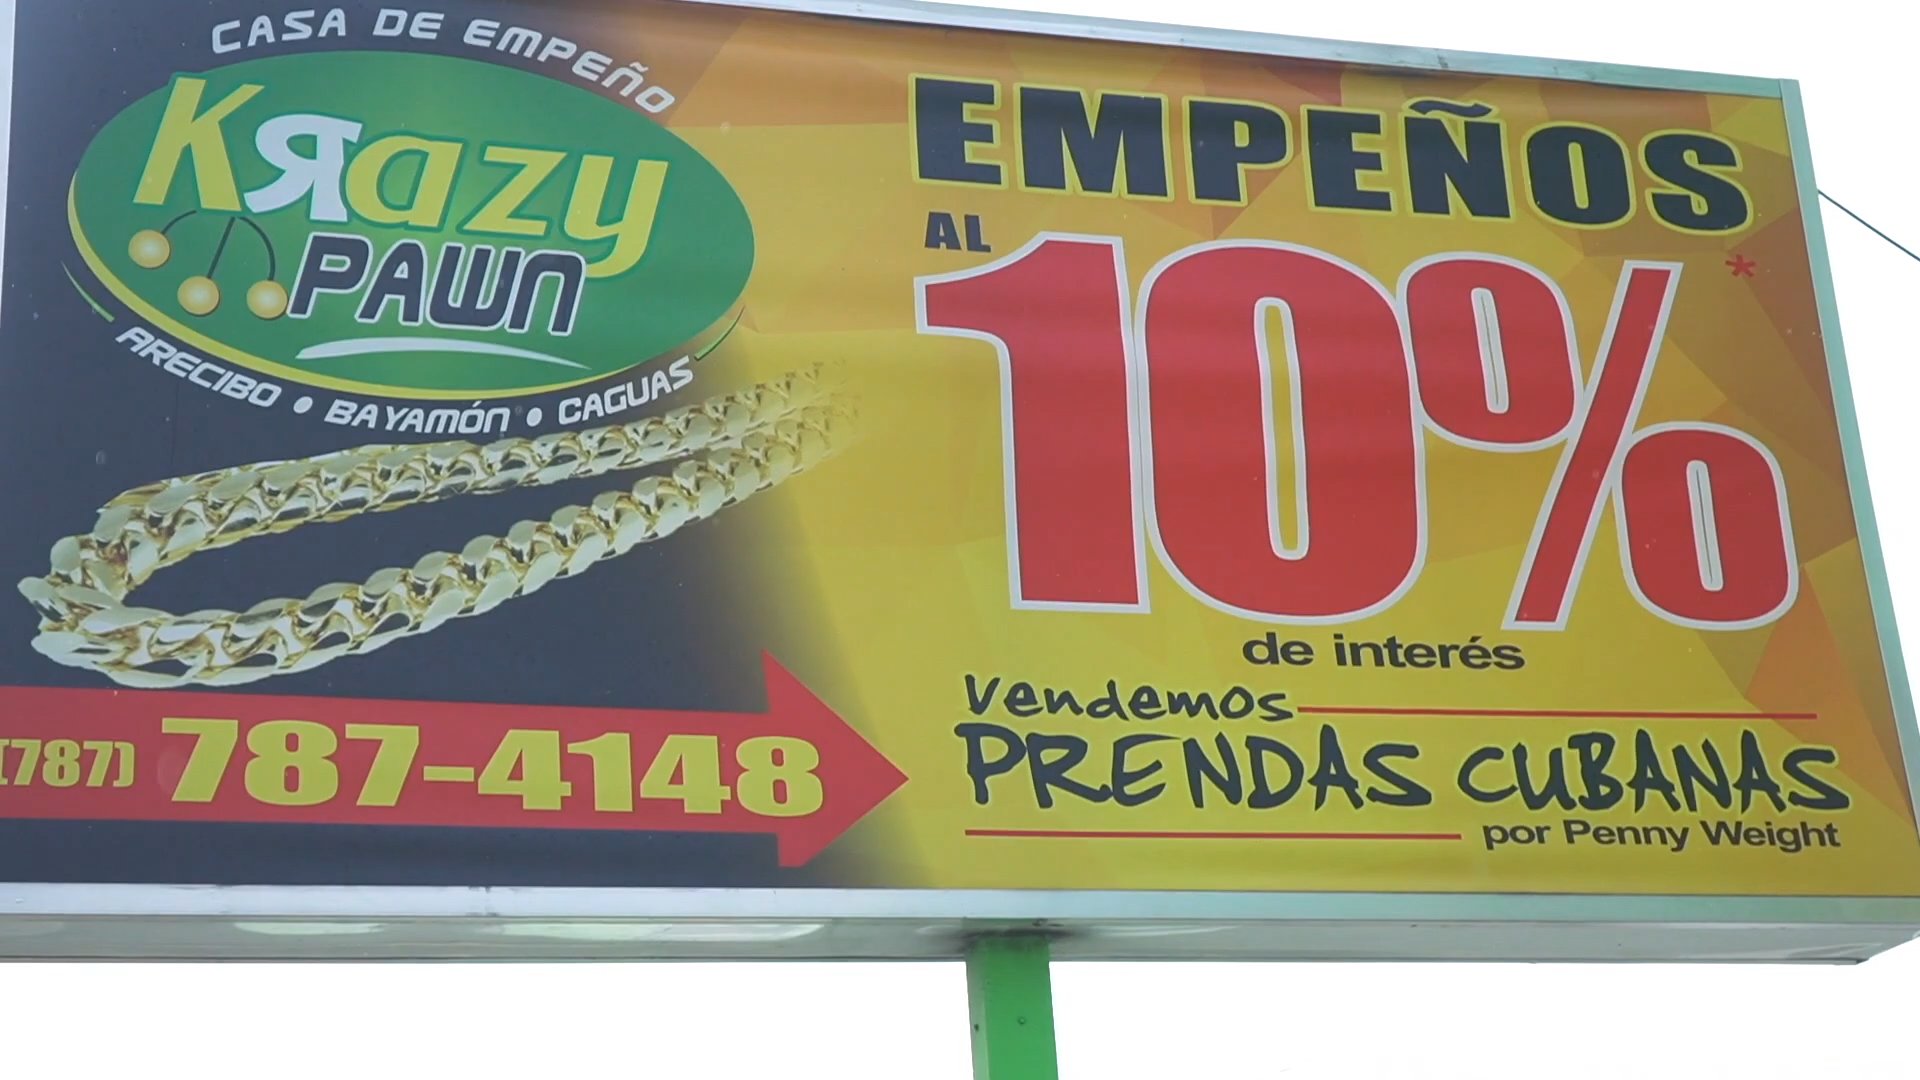 CASA DE EMPEÑO
KRazy
PAWN
ARECIBO • BAYAMÓN • CAGUAS
(787) 787-4148
EMPEÑOS
AL
10%*
de interés
Vendemos
PRENDAS CUBANAS
por Penny Weight